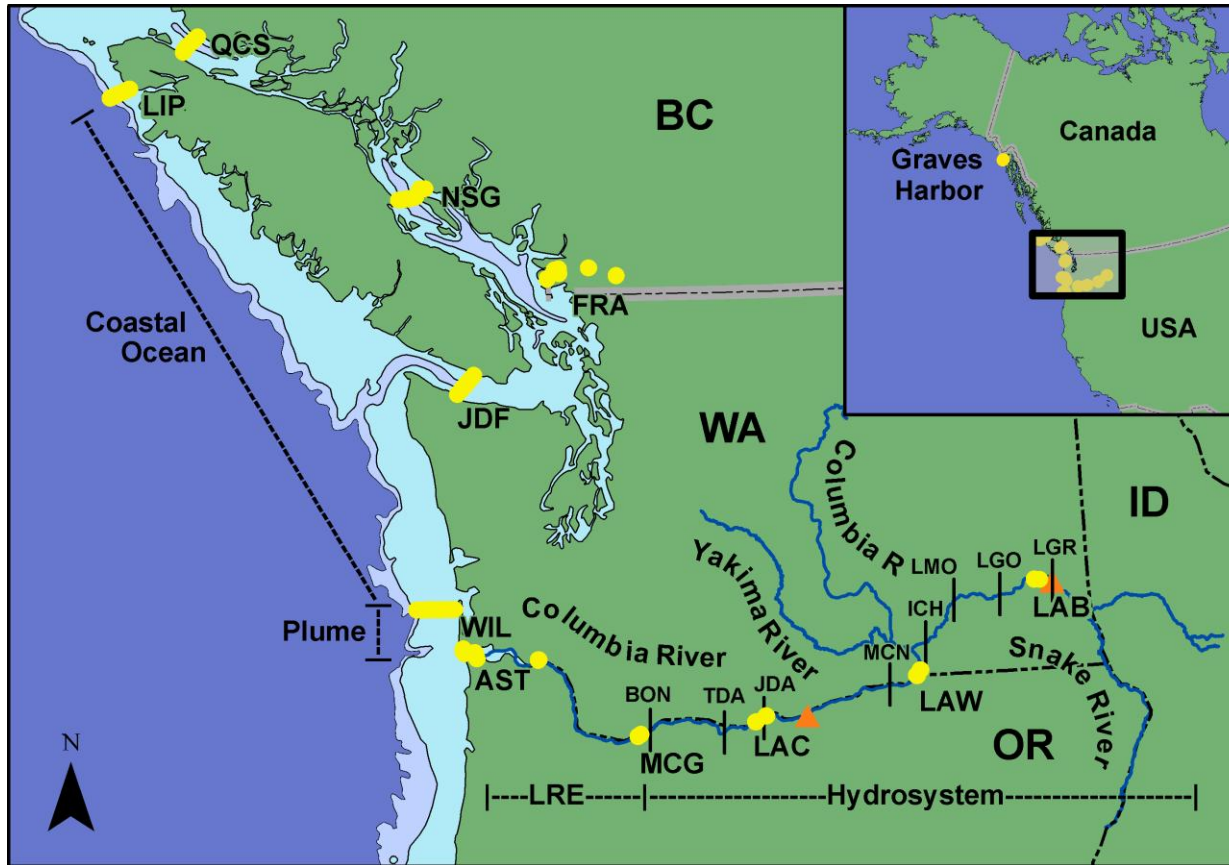 QCS
LIP
BC
NSG
FRA
Coastal
Ocean
JDF
WA
Canada
Graves
Harbor
USA
ID
Columbia R
Yakima River
LMO
LGO
LGR
ICH
LAB
Plume
WIL
Columbia River
AST
MCN
Snake River
BON
TDA
JDA
LAW
MCG
LAC
OR
LRE
Hydrosystem
N